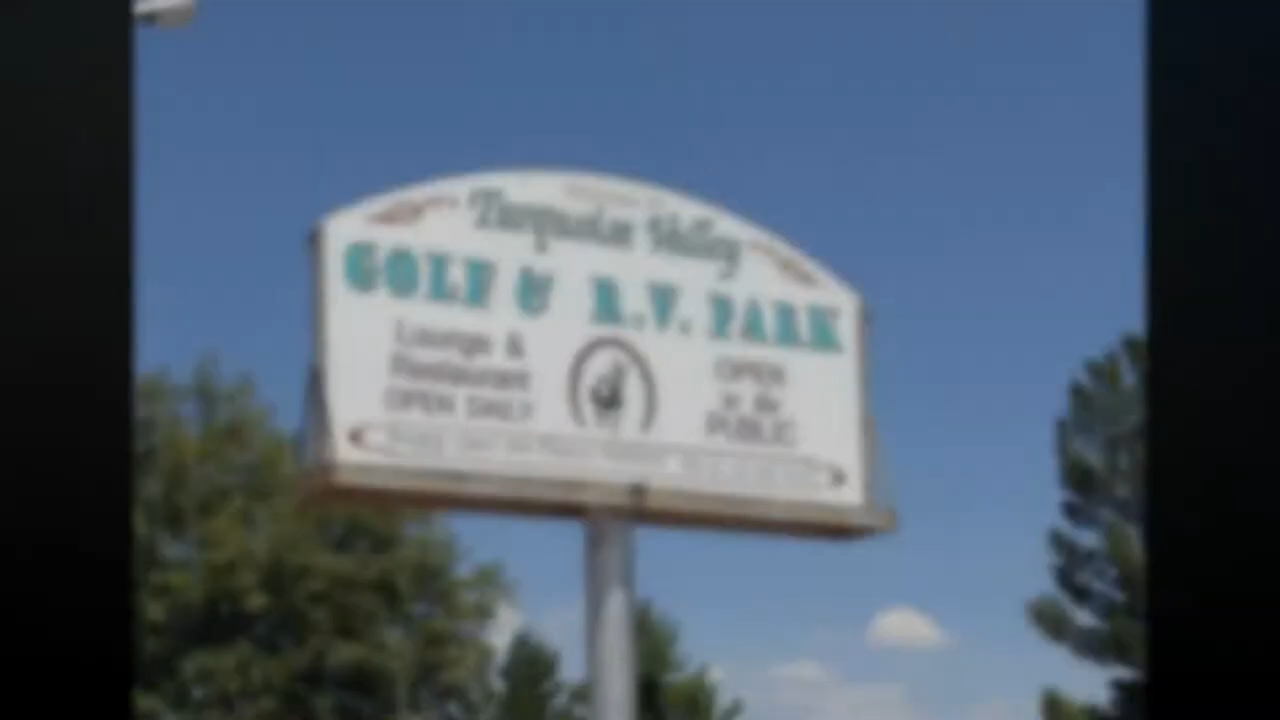 Turquoise Valley
GOLF & R.V. PARK
Lounge &
Restaurant
OPEN DAILY
OPEN
to the
PUBLIC